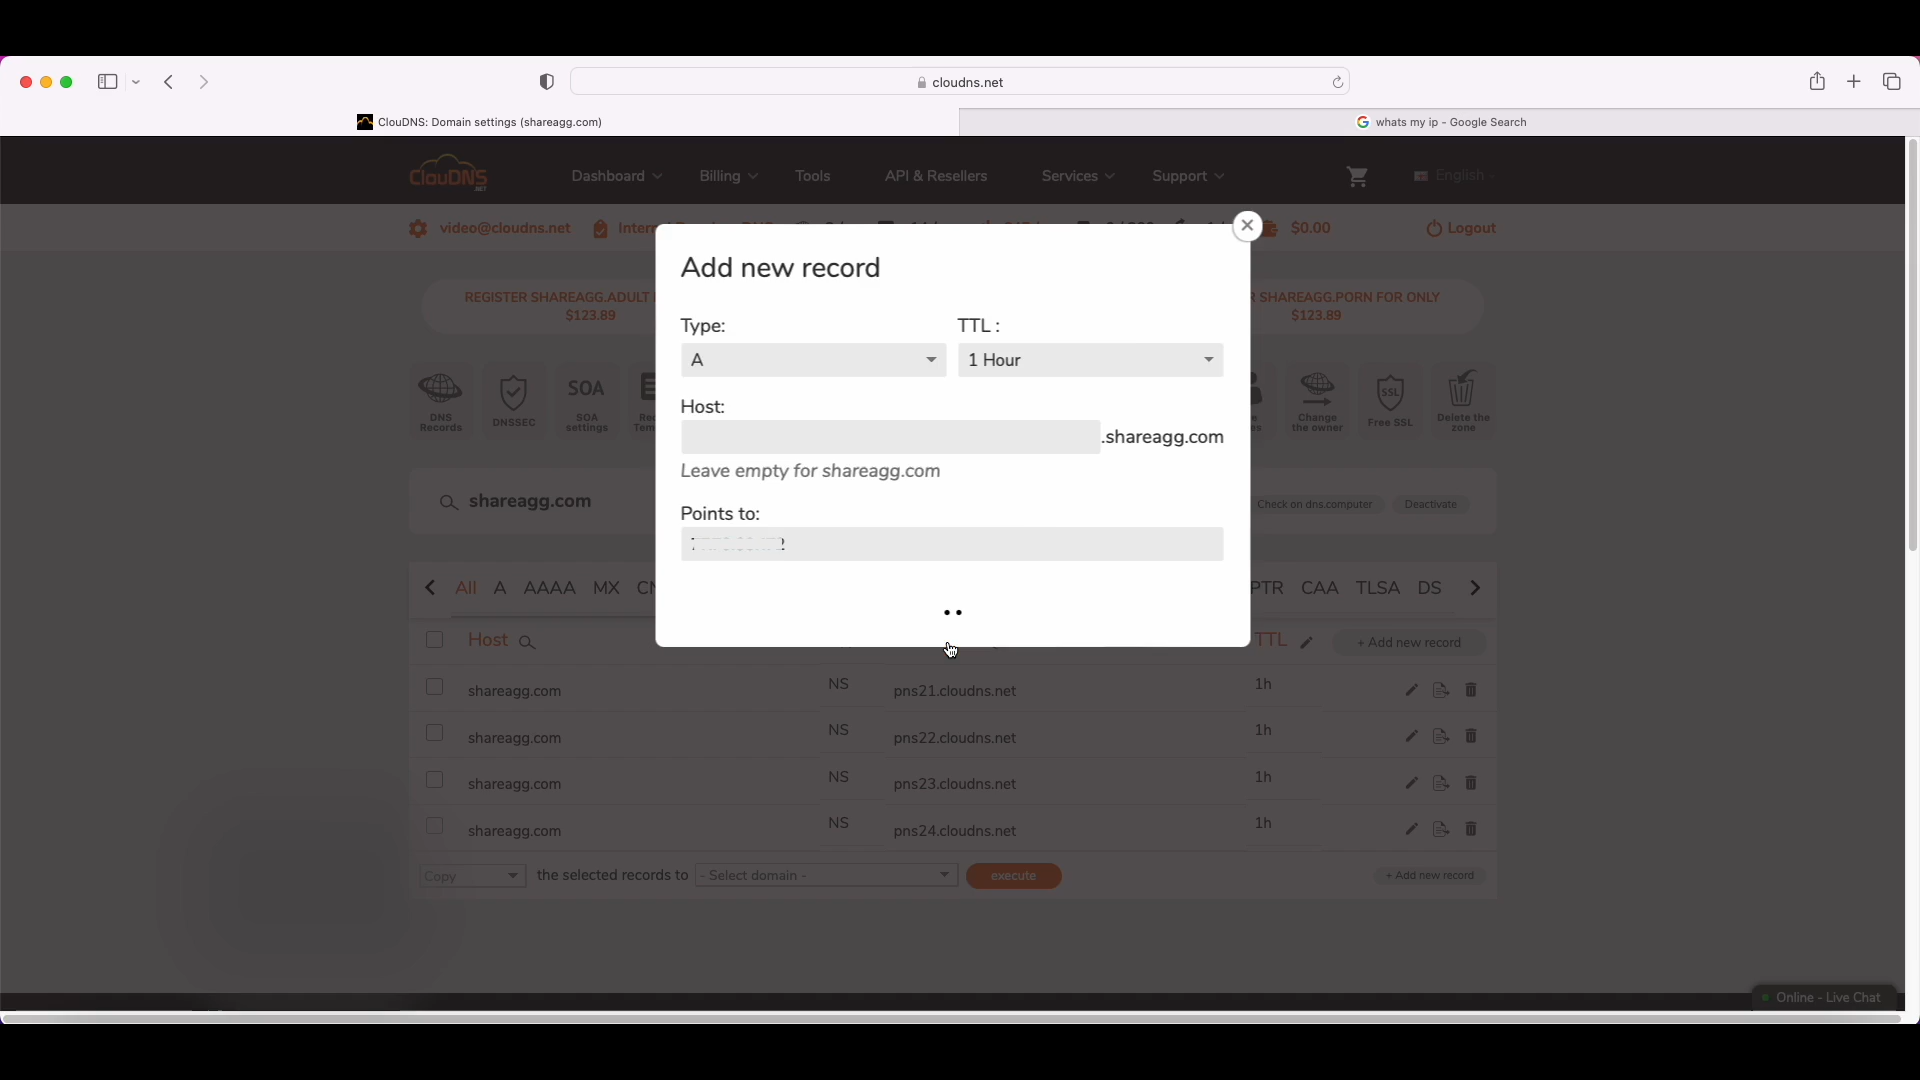 cloudns.net
ClouDNS: Domain settings (shareagg.com)
whats my ip - Google Search
ClouDNS
.NET
Dashboard
Billing
Tools
API & Resellers
Services
Support
English
video@cloudns.net
$0.00
Logout
REGISTER SHAREAGG.ADULT
$123.89
SHAREAGG.PORN FOR ONLY
$123.89
DNS
Records
DNSSEC
SOA
SOA
settings
Change
the owner
SSL
Free SSL
Delete the
zone
shareagg.com
Check on dns.computer
Deactivate
Add new record
Type:
TTL :
A
1 Hour
Host:
.shareagg.com
Leave empty for shareagg.com
Points to:
All A AAAA MX
PTR CAA TLSA DS
Host
TTL
+ Add new record
shareagg.com NS pns21.cloudns.net 1h
shareagg.com NS pns22.cloudns.net 1h
shareagg.com NS pns23.cloudns.net 1h
shareagg.com NS pns24.cloudns.net 1h
Copy the selected records to - Select domain - execute
+ Add new record
Online - Live Chat